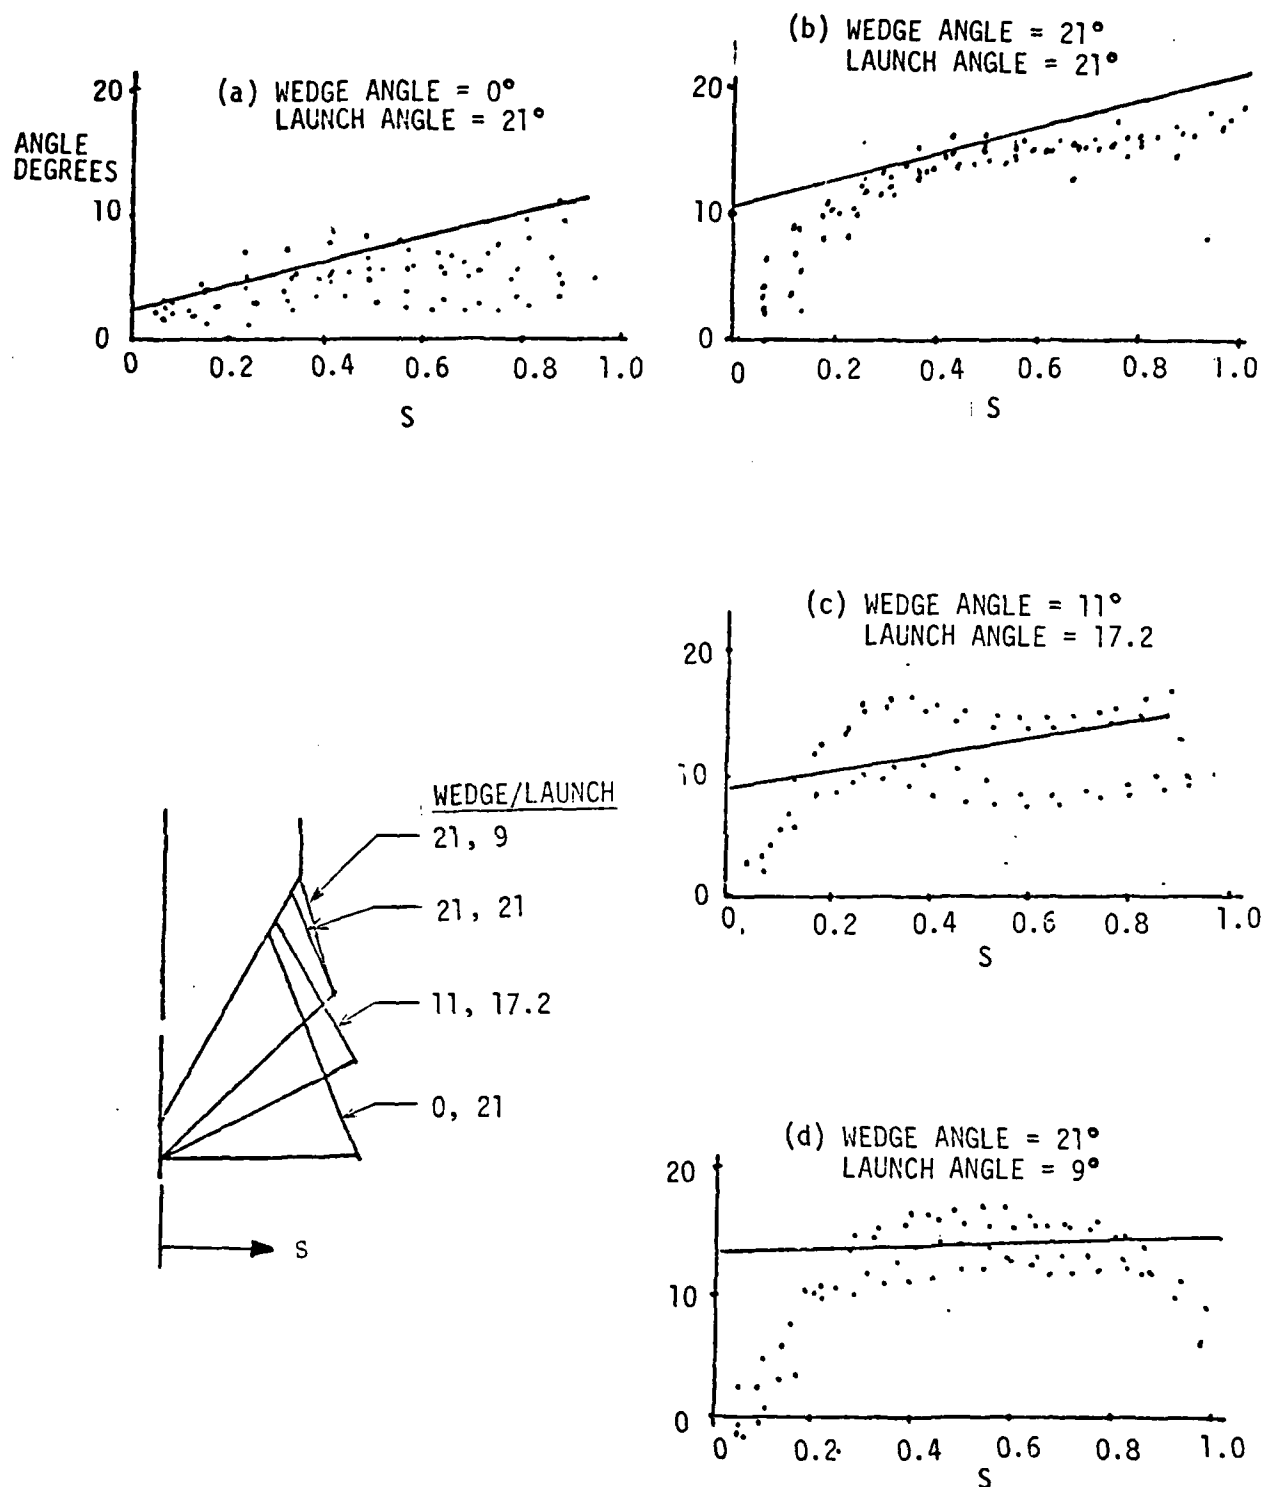 (a) WEDGE ANGLE = 0°
LAUNCH ANGLE = 21°
ANGLE
DEGREES
20
10
0
0 0.2 0.4 0.6 0.8 1.0
S
(b) WEDGE ANGLE = 21°
LAUNCH ANGLE = 21°
20
10
0
0 0.2 0.4 0.6 0.8 1.0
S
(c) WEDGE ANGLE = 11°
LAUNCH ANGLE = 17.2
20
10
0
0 0.2 0.4 0.6 0.8 1.0
S
WEDGE/LAUNCH
21, 9
21, 21
11, 17.2
0, 21
S
(d) WEDGE ANGLE = 21°
LAUNCH ANGLE = 9°
20
10
0
0 0.2 0.4 0.6 0.8 1.0
S